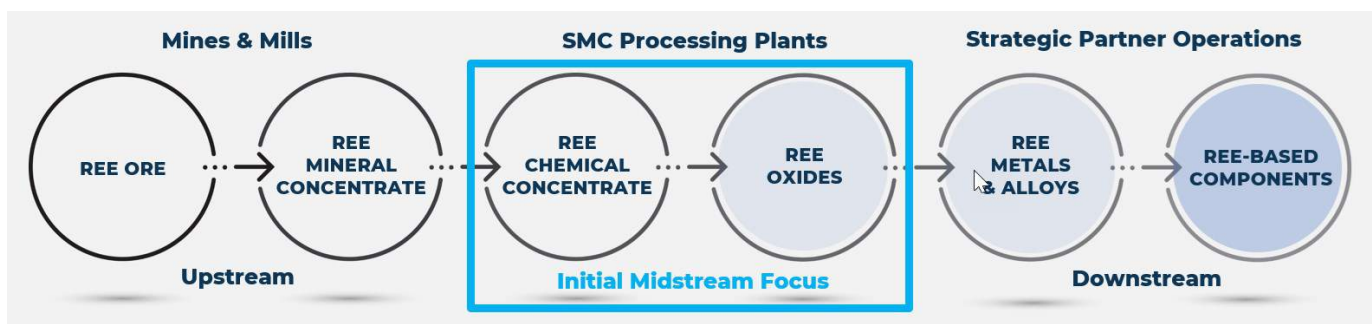 Mines & Mills
SMC Processing Plants
Strategic Partner Operations
REE ORE
REE
MINERAL
CONCENTRATE
REE
CHEMICAL
CONCENTRATE
REE
OXIDES
REE
METALS
& ALLOYS
REE-BASED
COMPONENTS
Upstream
Initial Midstream Focus
Downstream